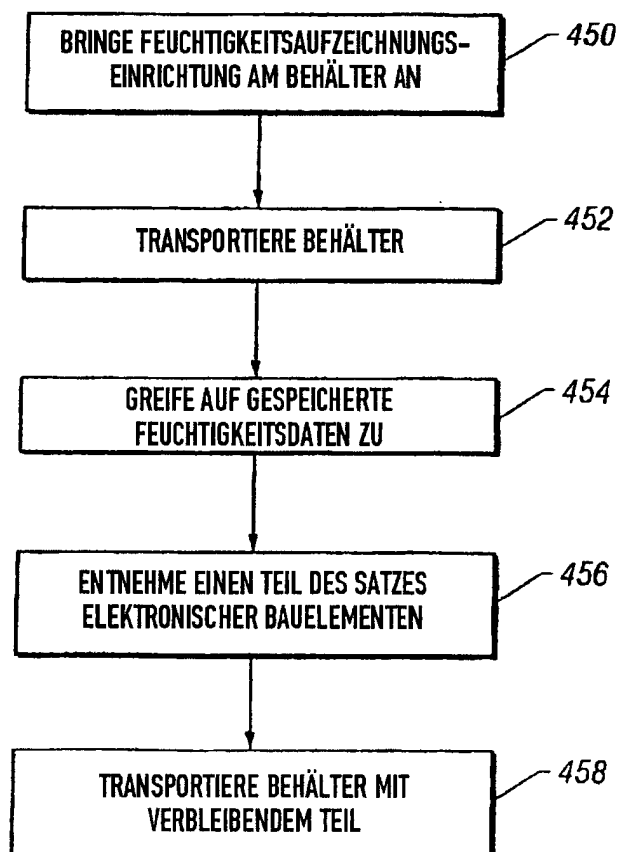 BRINGE FEUCHTIGKEITSAUFZEICHNUNGS-
EINRICHTUNG AM BEHÄLTER AN
450
TRANSPORTIERE BEHÄLTER
452
GREIFE AUF GESPEICHERTE
FEUCHTIGKEITSDATEN ZU
454
ENTNEHME EINEN TEIL DES SATZES
ELEKTRONISCHER BAUELEMENTEN
456
TRANSPORTIERE BEHÄLTER MIT
VERBLEIBENDEM TEIL
458